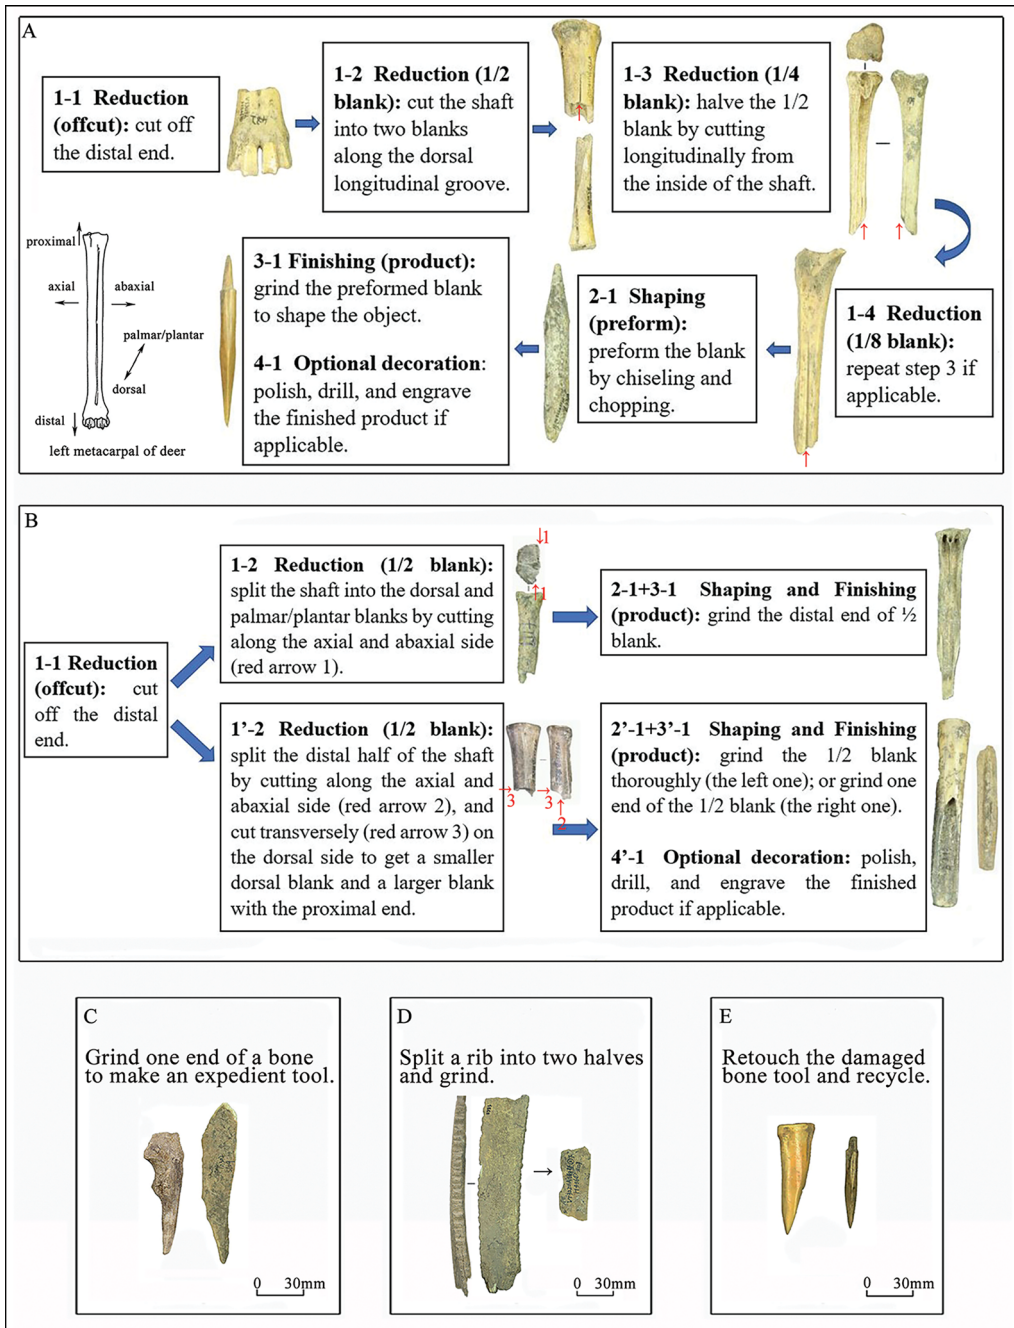 A
1-1 Reduction
(offcut): cut off
the distal end.
1-2 Reduction (1/2
blank): cut the shaft
into two blanks
along the dorsal
longitudinal groove.
1-3 Reduction (1/4
blank): halve the 1/2
blank by cutting
longitudinally from
the inside of the shaft.
1-4 Reduction
(1/8 blank):
repeat step 3 if
applicable.
2-1 Shaping
(preform):
preform the blank
by chiseling and
chopping.
3-1 Finishing (product):
grind the preformed blank
to shape the object.
4-1 Optional decoration:
polish, drill, and engrave
the finished product if
applicable.
proximal
axial
abaxial
palmar/plantar
dorsal
distal
left metacarpal of deer
B
1-1 Reduction
(offcut): cut
off the distal
end.
1-2 Reduction (1/2 blank):
split the shaft into the dorsal and
palmar/plantar blanks by cutting
along the axial and abaxial side
(red arrow 1).
1
1
2-1+3-1 Shaping and Finishing
(product): grind the distal end of ½
blank.
1’-2 Reduction (1/2 blank):
split the distal half of the shaft
by cutting along the axial and
abaxial side (red arrow 2), and
cut transversely (red arrow 3) on
the dorsal side to get a smaller
dorsal blank and a larger blank
with the proximal end.
3
3
2
2’-1+3’-1 Shaping and Finishing
(product): grind the 1/2 blank
thoroughly (the left one); or grind one
end of the 1/2 blank (the right one).
4’-1 Optional decoration: polish,
drill, and engrave the finished
product if applicable.
C
Grind one end of a bone
to make an expedient tool.
0 30mm
D
Split a rib into two halves
and grind.
0 30mm
E
Retouch the damaged
bone tool and recycle.
0 30mm